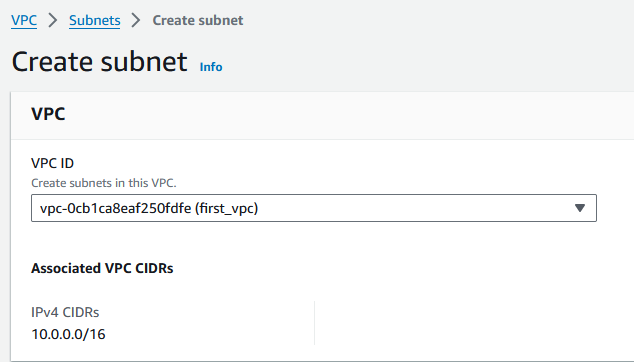 VPC > Subnets > Create subnet
Create subnet Info
VPC
VPC ID
Create subnets in this VPC.
vpc-0cb1ca8eaf250fdfe (first_vpc)
Associated VPC CIDRs
IPv4 CIDRs
10.0.0.0/16